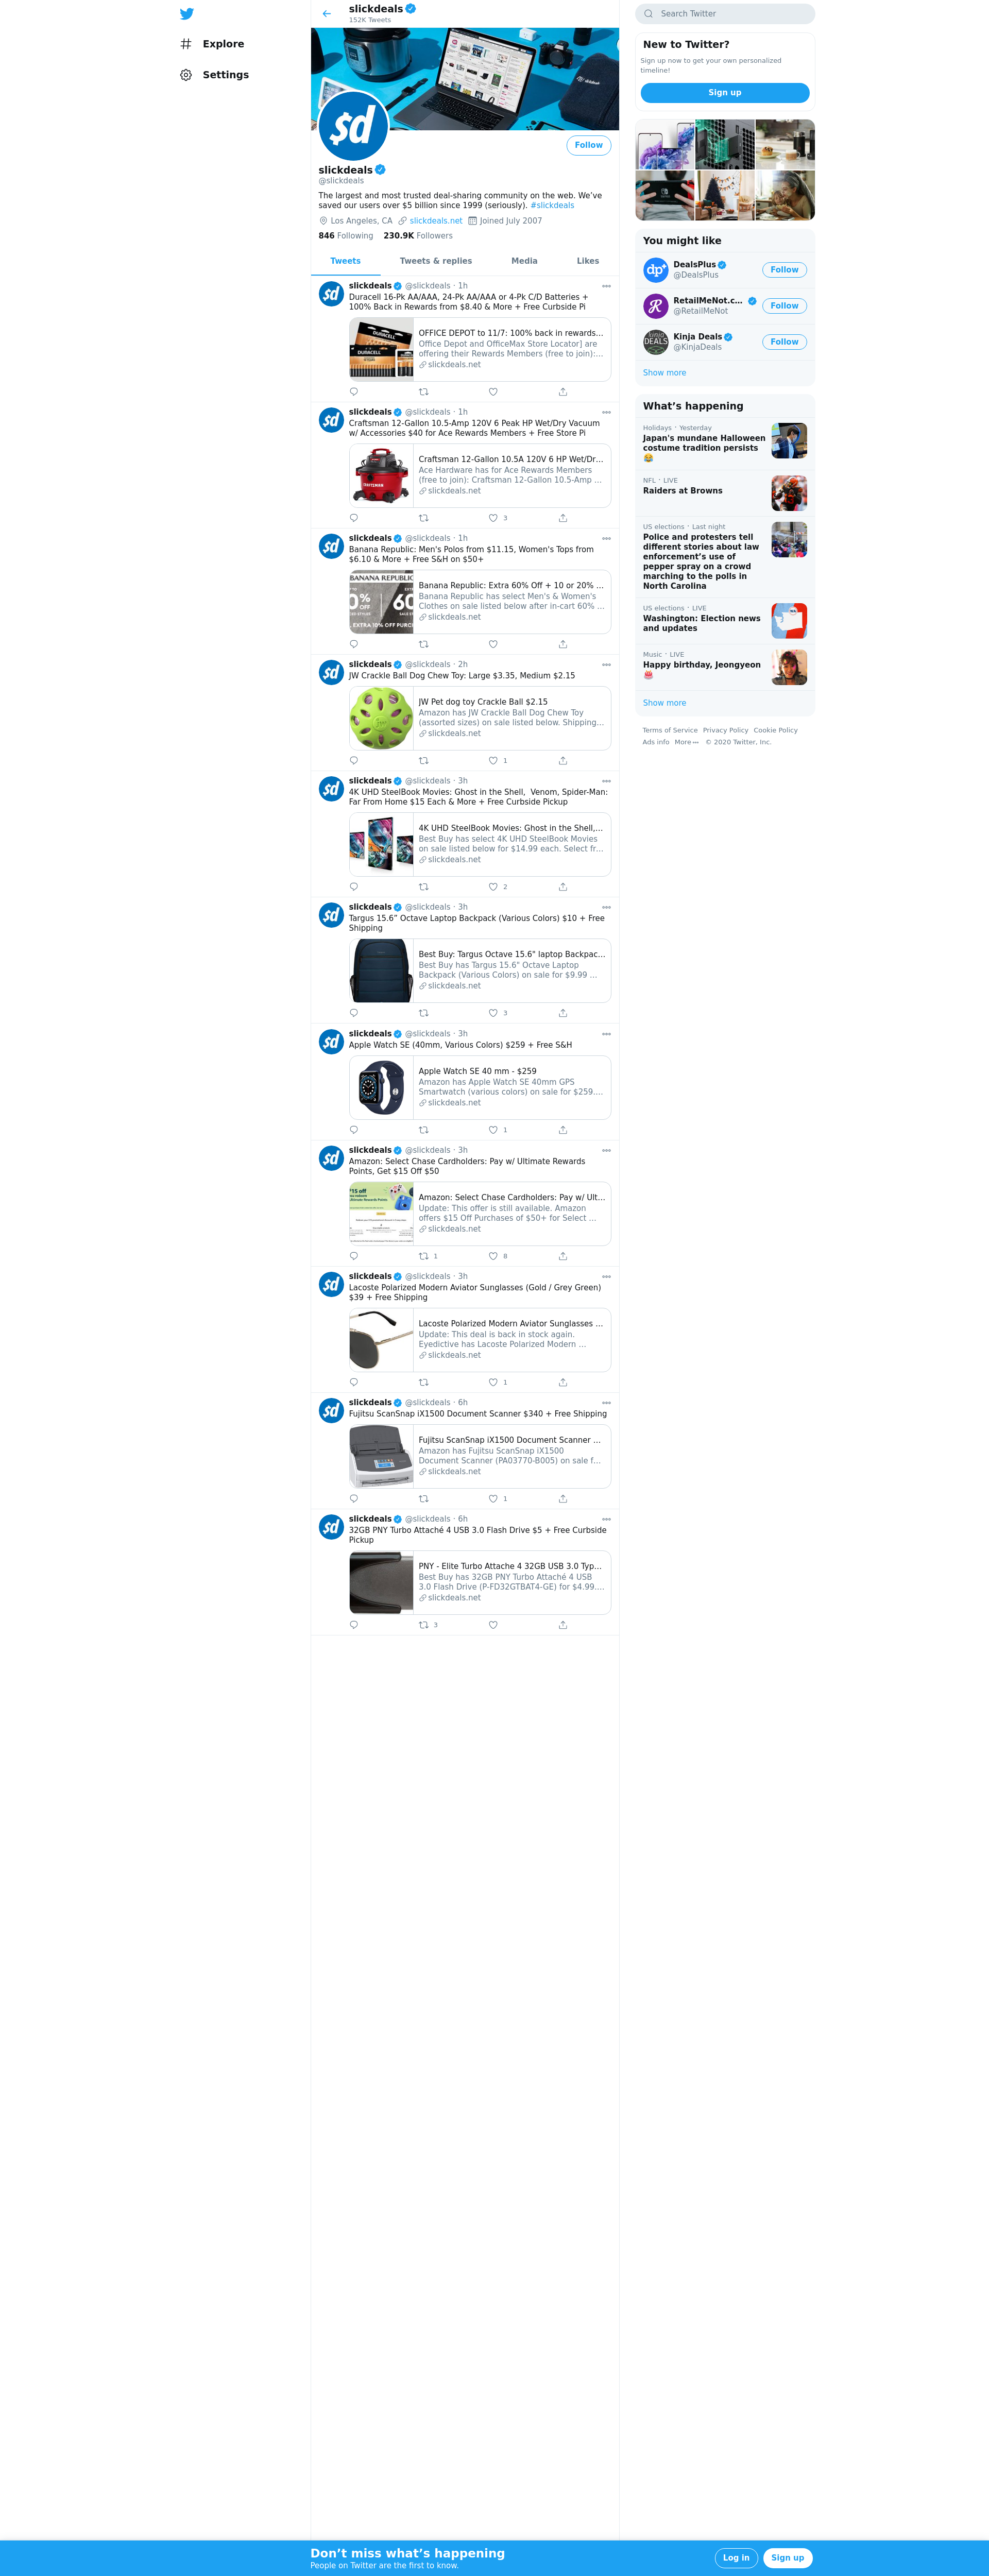 Explore
Settings
slickdeals
152K Tweets
$d
Follow
slickdeals
@slickdeals
The largest and most trusted deal-sharing community on the web. We've
saved our users over $5 billion since 1999 (seriously). #slickdeals
Los Angeles, CA slickdeals.net Joined July 2007
846 Following 230.9K Followers
Tweets Tweets & replies Media Likes
slickdeals @slickdeals · 1h
Duracell 16-Pk AA/AAA, 24-Pk AA/AAA or 4-Pk C/D Batteries +
100% Back in Rewards from $8.40 & More + Free Curbside Pi
DURACELL
DURACELL
OFFICE DEPOT to 11/7: 100% back in rewards...
Office Depot and OfficeMax Store Locator] are
offering their Rewards Members (free to join):...
slickdeals.net
slickdeals @slickdeals · 1h
Craftsman 12-Gallon 10.5-Amp 120V 6 Peak HP Wet/Dry Vacuum
w/ Accessories $40 for Ace Rewards Members + Free Store Pi
CRAFTSMAN
Craftsman 12-Gallon 10.5A 120V 6 HP Wet/Dr...
Ace Hardware has for Ace Rewards Members
(free to join): Craftsman 12-Gallon 10.5-Amp ...
slickdeals.net
3
slickdeals @slickdeals · 1h
Banana Republic: Men's Polos from $11.15, Women's Tops from
$6.10 & More + Free S&H on $50+
BANANA REPUBLIC
0% OFF 60
EXTRA 10% OFF PURC
Banana Republic: Extra 60% Off + 10 or 20% ...
Banana Republic has select Men's & Women's
Clothes on sale listed below after in-cart 60% ...
slickdeals.net
slickdeals @slickdeals · 2h
JW Crackle Ball Dog Chew Toy: Large $3.35, Medium $2.15
JW Pet dog toy Crackle Ball $2.15
Amazon has JW Crackle Ball Dog Chew Toy
(assorted sizes) on sale listed below. Shipping...
slickdeals.net
1
slickdeals @slickdeals · 3h
4K UHD SteelBook Movies: Ghost in the Shell, Venom, Spider-Man:
Far From Home $15 Each & More + Free Curbside Pickup
4K UHD SteelBook Movies: Ghost in the Shell,...
Best Buy has select 4K UHD SteelBook Movies
on sale listed below for $14.99 each. Select fr...
slickdeals.net
2
slickdeals @slickdeals · 3h
Targus 15.6” Octave Laptop Backpack (Various Colors) $10 + Free
Shipping
Best Buy: Targus Octave 15.6" laptop Backpac...
Best Buy has Targus 15.6" Octave Laptop
Backpack (Various Colors) on sale for $9.99 ...
slickdeals.net
3
slickdeals @slickdeals · 3h
Apple Watch SE (40mm, Various Colors) $259 + Free S&H
Apple Watch SE 40 mm - $259
Amazon has Apple Watch SE 40mm GPS
Smartwatch (various colors) on sale for $259....
slickdeals.net
1
slickdeals @slickdeals · 3h
Amazon: Select Chase Cardholders: Pay w/ Ultimate Rewards
Points, Get $15 Off $50
$15 off
Amazon: Select Chase Cardholders: Pay w/ Ult...
Update: This offer is still available. Amazon
offers $15 Off Purchases of $50+ for Select ...
slickdeals.net
1 8
slickdeals @slickdeals · 3h
Lacoste Polarized Modern Aviator Sunglasses (Gold / Grey Green)
$39 + Free Shipping
Lacoste Polarized Modern Aviator Sunglasses ...
Update: This deal is back in stock again.
Eyedictive has Lacoste Polarized Modern ...
slickdeals.net
1
slickdeals @slickdeals · 6h
Fujitsu ScanSnap iX1500 Document Scanner $340 + Free Shipping
Fujitsu ScanSnap iX1500 Document Scanner ...
Amazon has Fujitsu ScanSnap iX1500
Document Scanner (PA03770-B005) on sale f...
slickdeals.net
1
slickdeals @slickdeals · 6h
32GB PNY Turbo Attaché 4 USB 3.0 Flash Drive $5 + Free Curbside
Pickup
PNY - Elite Turbo Attache 4 32GB USB 3.0 Typ...
Best Buy has 32GB PNY Turbo Attaché 4 USB
3.0 Flash Drive (P-FD32GTBAT4-GE) for $4.99....
slickdeals.net
3
Search Twitter
New to Twitter?
Sign up now to get your own personalized
timeline!
Sign up
You might like
DealsPlus
@DealsPlus
Follow
RetailMeNot.c...
@RetailMeNot
Follow
Kinja Deals
@KinjaDeals
Follow
Show more
What's happening
Holidays · Yesterday
Japan's mundane Halloween
costume tradition persists
😂
NFL · LIVE
Raiders at Browns
US elections · Last night
Police and protesters tell
different stories about law
enforcement's use of
pepper spray on a crowd
marching to the polls in
North Carolina
US elections · LIVE
Washington: Election news
and updates
Music · LIVE
Happy birthday, Jeongyeon
🎂
Show more
Terms of Service Privacy Policy Cookie Policy
Ads info More © 2020 Twitter, Inc.
Don't miss what's happening
People on Twitter are the first to know.
Log in
Sign up